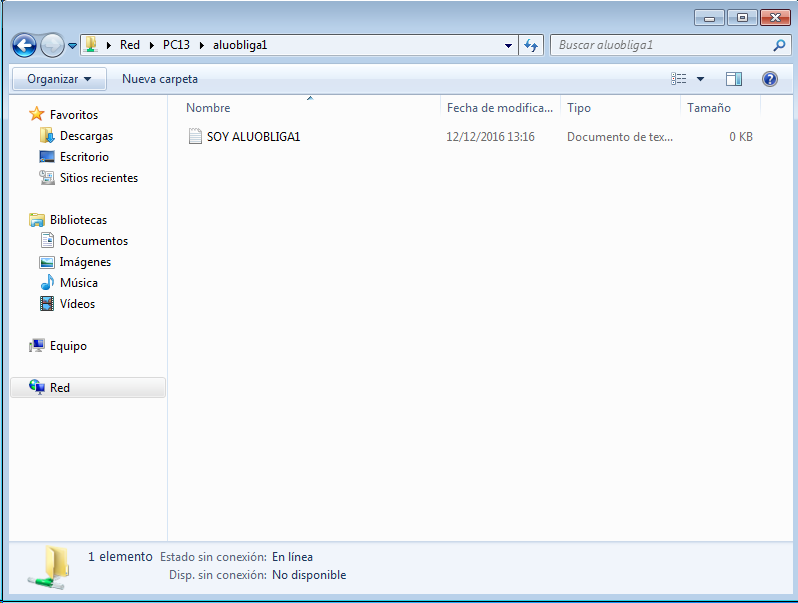 Red PC13 aluobliga1 Buscar aluobliga1
Organizar Nueva carpeta
Nombre Fecha de modifica... Tipo Tamaño
SOY ALUOBLIGA1 12/12/2016 13:16 Documento de tex... 0 KB
Favoritos
Descargas
Escritorio
Sitios recientes
Bibliotecas
Documentos
Imágenes
Música
Vídeos
Equipo
Red
1 elemento Estado sin conexión: En línea
Disp. sin conexión: No disponible